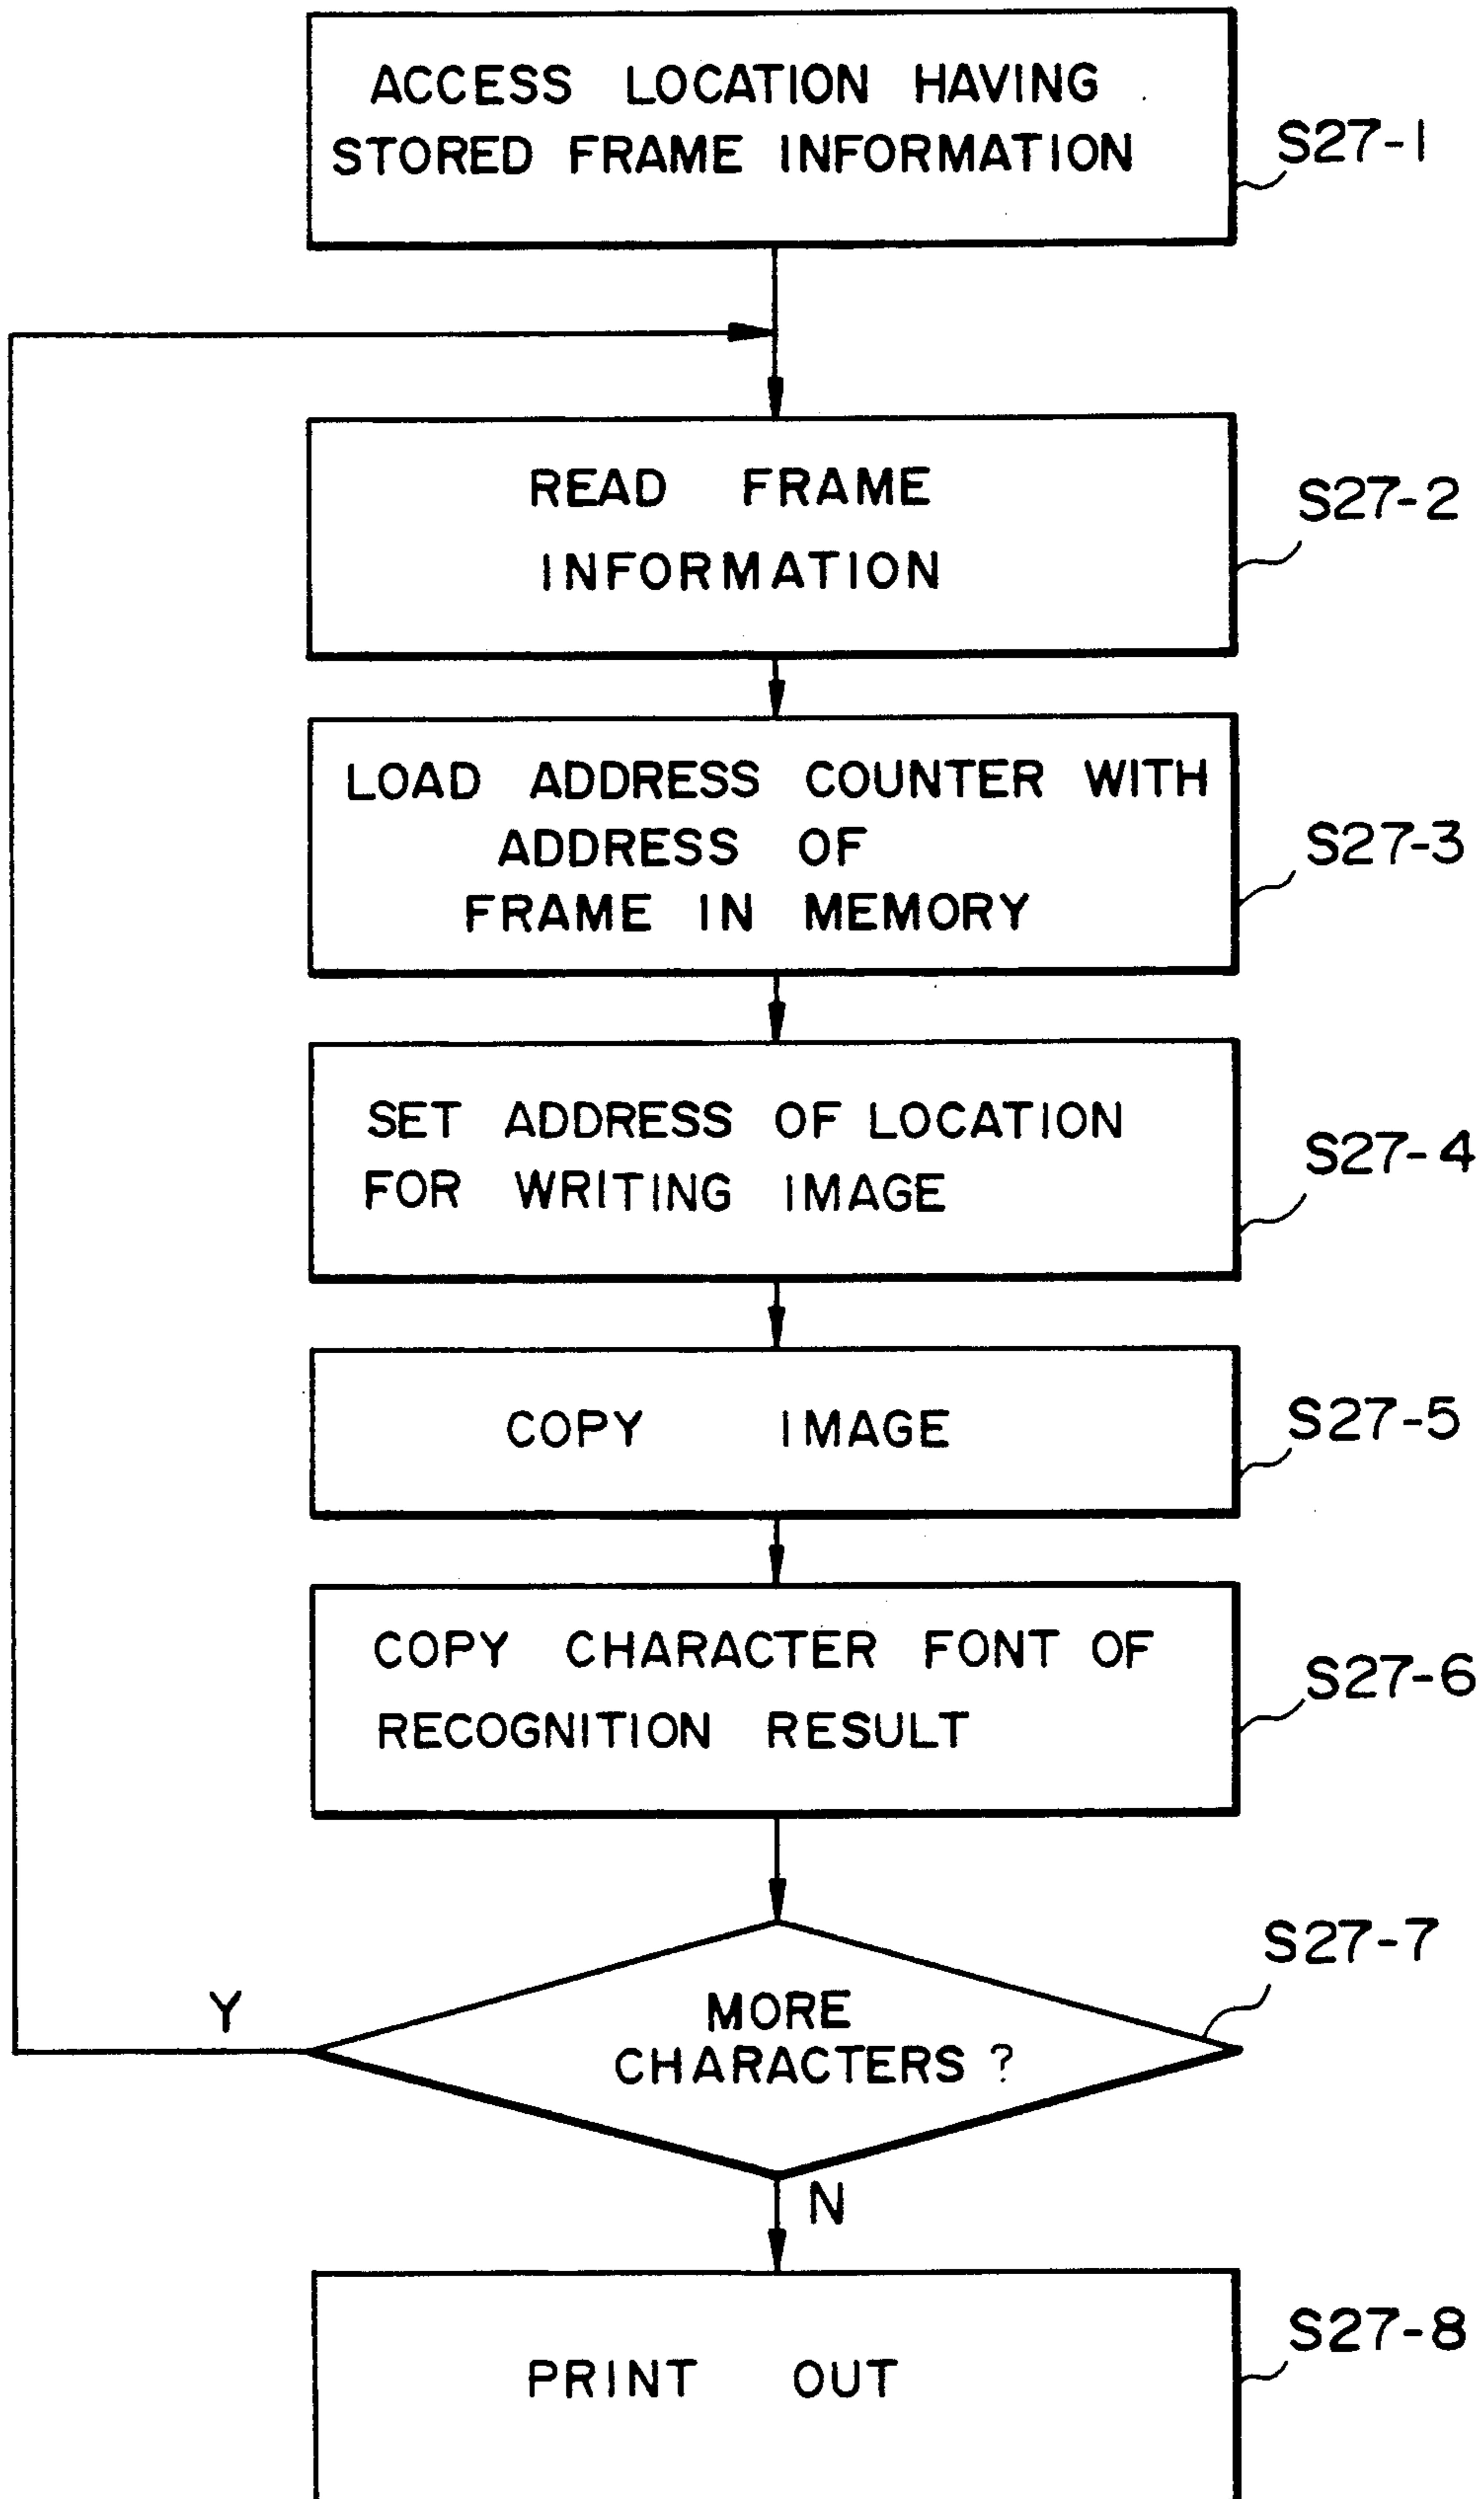 ACCESS LOCATION HAVING
STORED FRAME INFORMATION
S27-1
READ FRAME
INFORMATION
S27-2
LOAD ADDRESS COUNTER WITH
ADDRESS OF
FRAME IN MEMORY
S27-3
SET ADDRESS OF LOCATION
FOR WRITING IMAGE
S27-4
COPY IMAGE
S27-5
COPY CHARACTER FONT OF
RECOGNITION RESULT
S27-6
S27-7
Y
MORE
CHARACTERS ?
N
S27-8
PRINT OUT